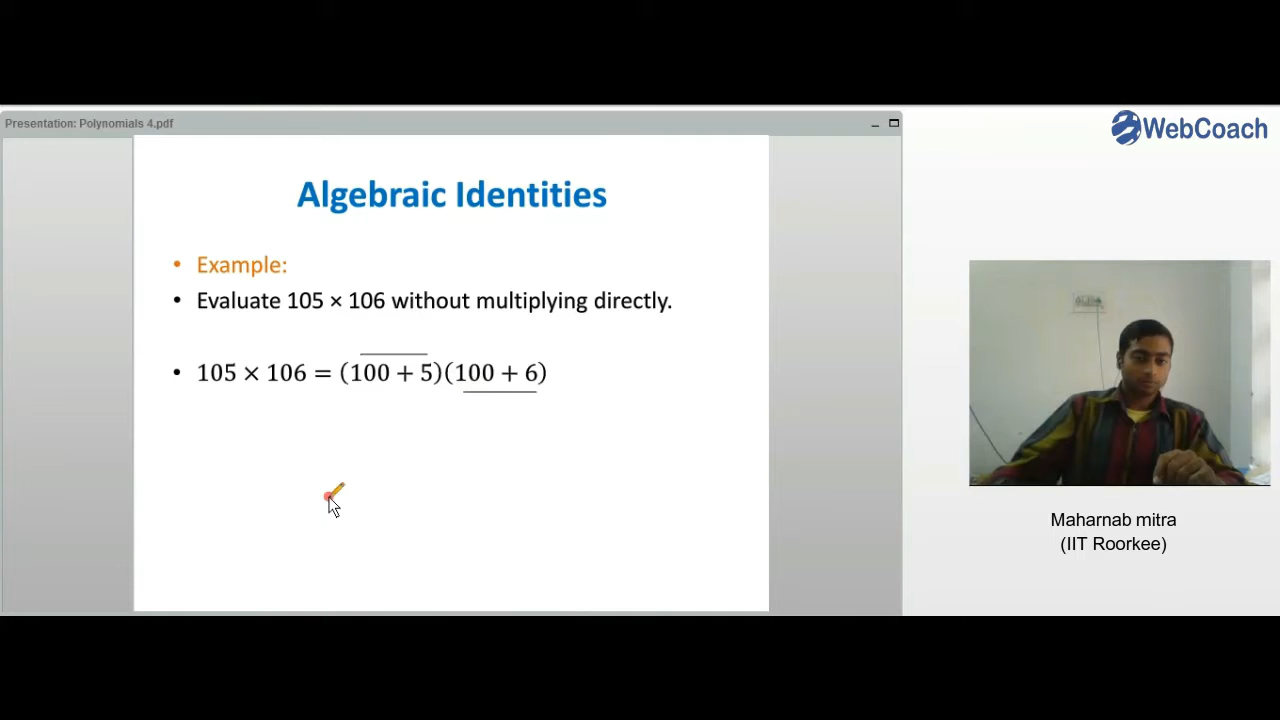 Presentation: Polynomials 4.pdf
WebCoach
Algebraic Identities
• Example:
• Evaluate 105 × 106 without multiplying directly.
• 105 × 106 = (100 + 5)(100 + 6)
Maharnab mitra
(IIT Roorkee)